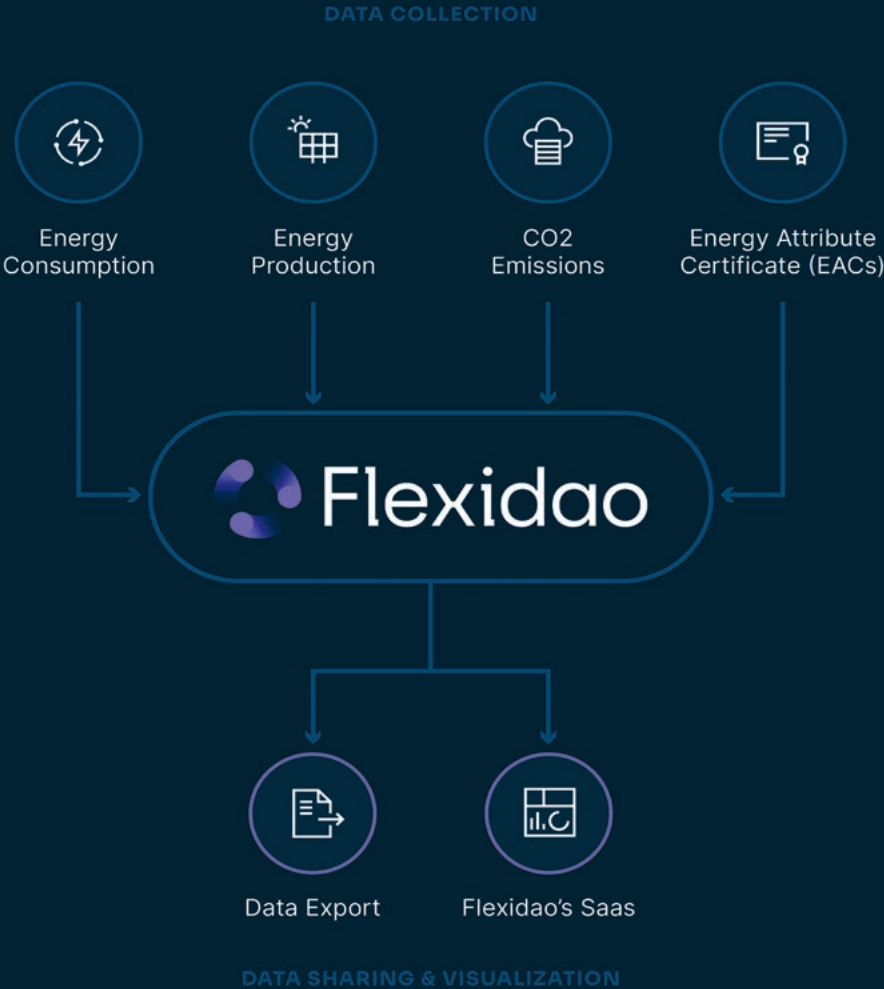 DATA COLLECTION
Energy
Consumption
Energy
Production
CO2
Emissions
Energy Attribute
Certificate (EACs)
Flexidao
Data Export
Flexidao's Saas
DATA SHARING & VISUALIZATION